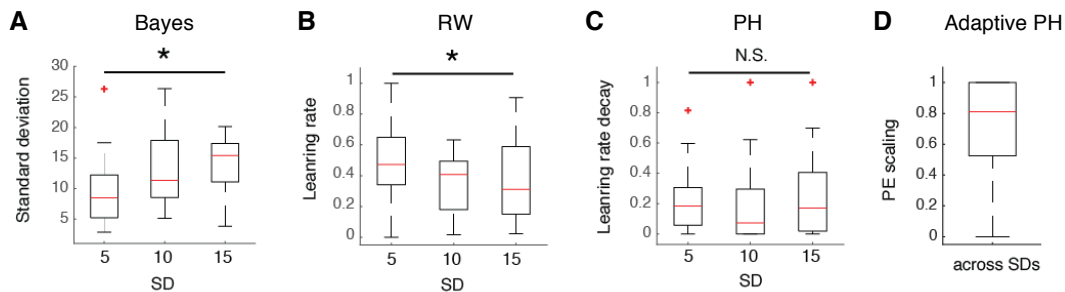 A Bayes
*
Standard deviation
30
25
20
15
10
5
5 10 15
SD
B RW
*
Leanring rate
1
0.8
0.6
0.4
0.2
0
5 10 15
SD
C PH
N.S.
Leanring rate decay
1
0.8
0.6
0.4
0.2
0
5 10 15
SD
D Adaptive PH
PE scaling
1
0.8
0.6
0.4
0.2
0
across SDs